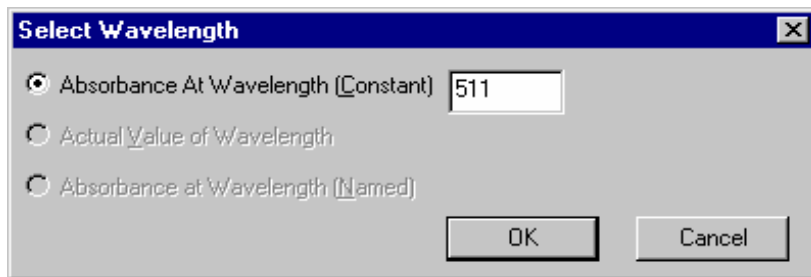 Select Wavelength
Absorbance At Wavelength (Constant) 511
Actual Value of Wavelength
Absorbance at Wavelength (Named)
OK Cancel